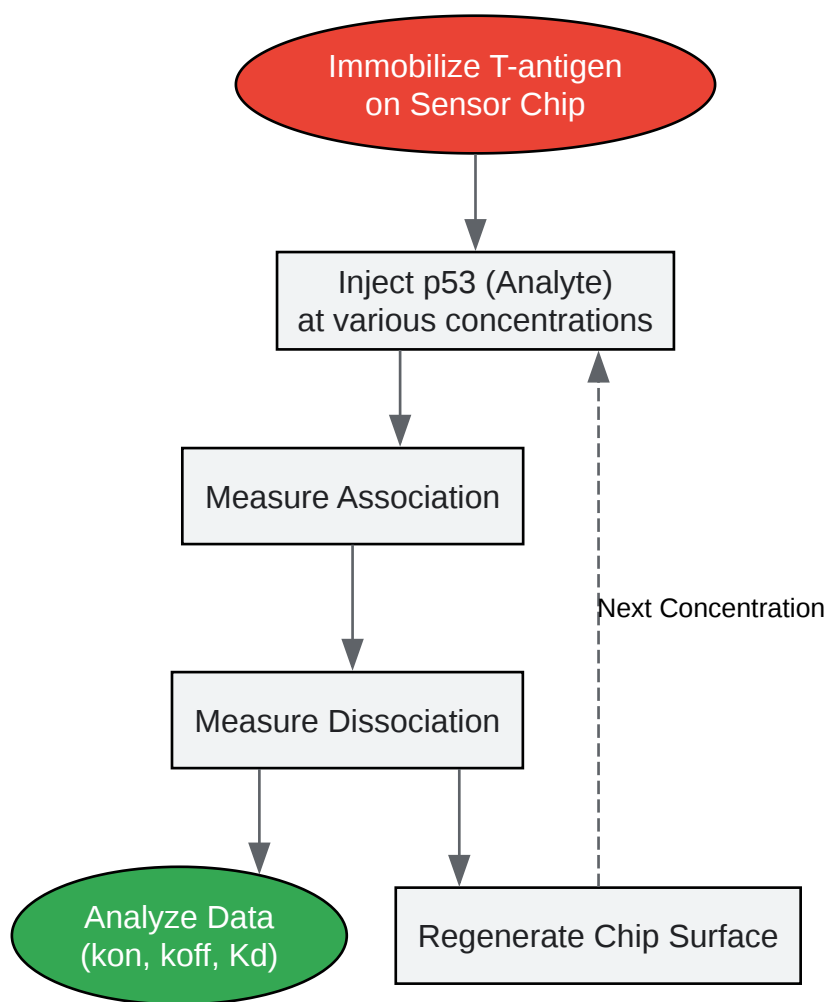 Immobilize T-antigen
on Sensor Chip
Inject p53 (Analyte)
at various concentrations
Measure Association
Next Concentration
Measure Dissociation
Analyze Data
(kon, koff, Kd)
Regenerate Chip Surface